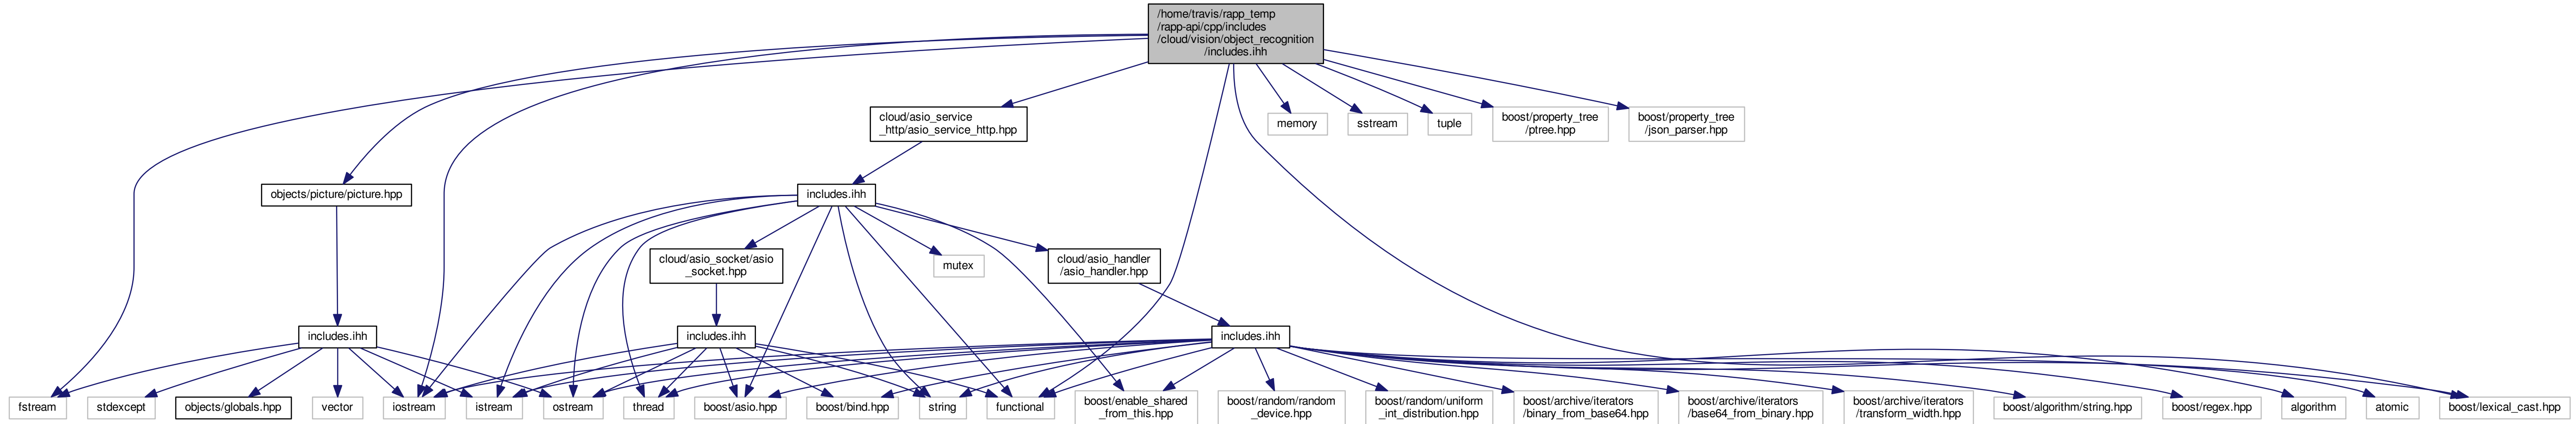 /home/travis/rapp_temp
/rapp-api/cpp/includes
/cloud/vision/object_recognition
/includes.ihh
cloud/asio_service
_http/asio_service_http.hpp
memory
sstream
tuple
boost/property_tree
/ptree.hpp
boost/property_tree
/json_parser.hpp
objects/picture/picture.hpp
includes.ihh
cloud/asio_socket/asio
_socket.hpp
mutex
cloud/asio_handler
/asio_handler.hpp
includes.ihh
includes.ihh
includes.ihh
fstream
stdexcept
objects/globals.hpp
vector
iostream
istream
ostream
thread
boost/asio.hpp
boost/bind.hpp
string
functional
boost/enable_shared
_from_this.hpp
boost/random/random
_device.hpp
boost/random/uniform
_int_distribution.hpp
boost/archive/iterators
/binary_from_base64.hpp
boost/archive/iterators
/base64_from_binary.hpp
boost/archive/iterators
/transform_width.hpp
boost/algorithm/string.hpp
boost/regex.hpp
algorithm
atomic
boost/lexical_cast.hpp